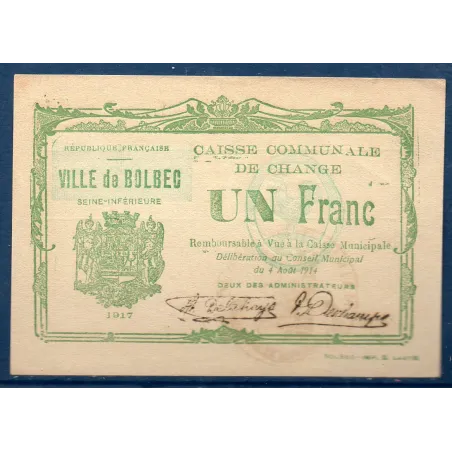 RÉPUBLIQUE FRANÇAISE
VILLE de BOLBEC
SEINE-INFÉRIEURE
1917
CAISSE COMMUNALE
DE CHANGE
UN Franc
Remboursable à Vue à la Caisse Municipale
Délibération du Conseil Municipal
du 4 Août 1914
DEUX DES ADMINISTRATEURS